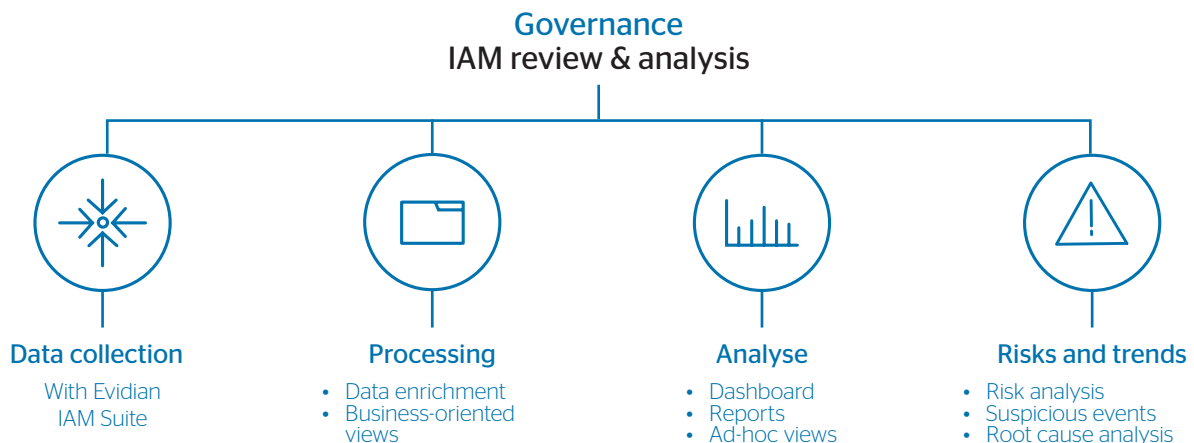 Governance
IAM review & analysis
Data collection
With Evidian
IAM Suite
Processing
• Data enrichment
• Business-oriented
views
Analyse
• Dashboard
• Reports
• Ad-hoc views
Risks and trends
• Risk analysis
• Suspicious events
• Root cause analysis